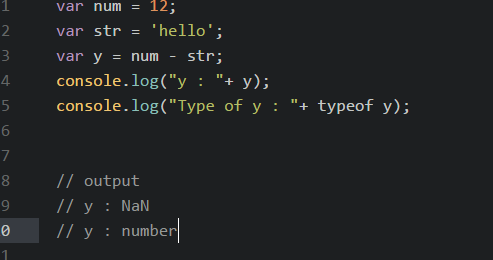 1 var num = 12;
2 var str = 'hello';
3 var y = num - str;
4 console.log("y : "+ y);
5 console.log("Type of y : "+ typeof y);
6
7
8 // output
9 // y : NaN
0 // y : number
1